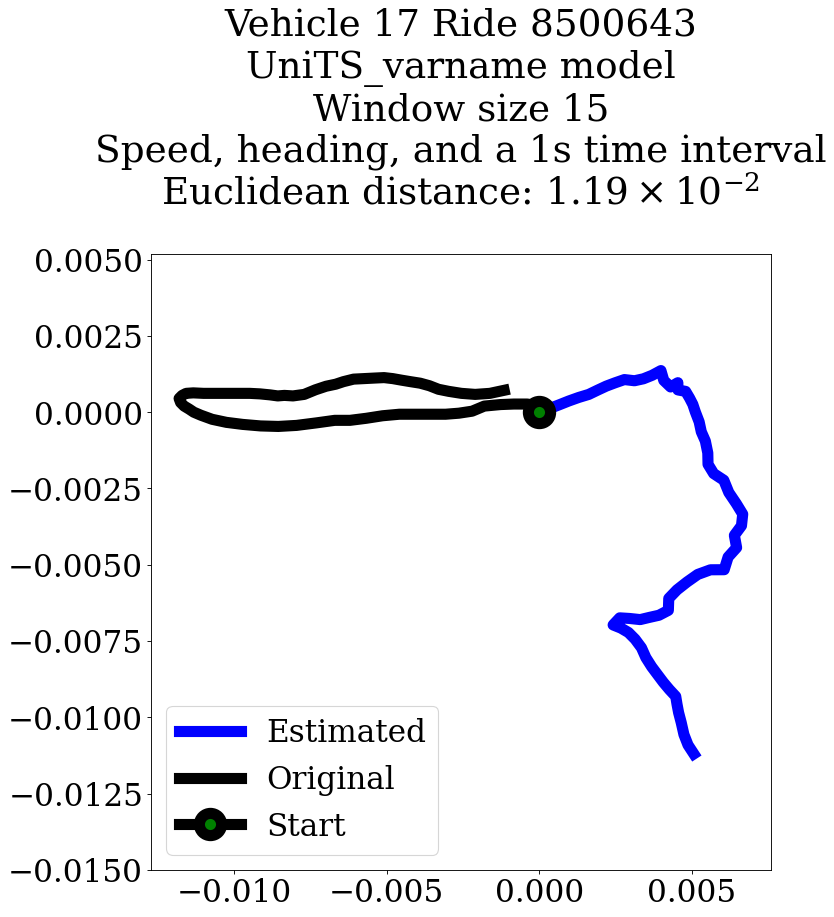 Vehicle 17 Ride 8500643
UniTS_varname model
Window size 15
Speed, heading, and a 1s time interval
Euclidean distance: 1.19 × 10⁻²
0.0050
0.0025
0.0000
−0.0025
−0.0050
−0.0075
−0.0100
−0.0125
−0.0150
Estimated
Original
Start
−0.010 −0.005 0.000 0.005